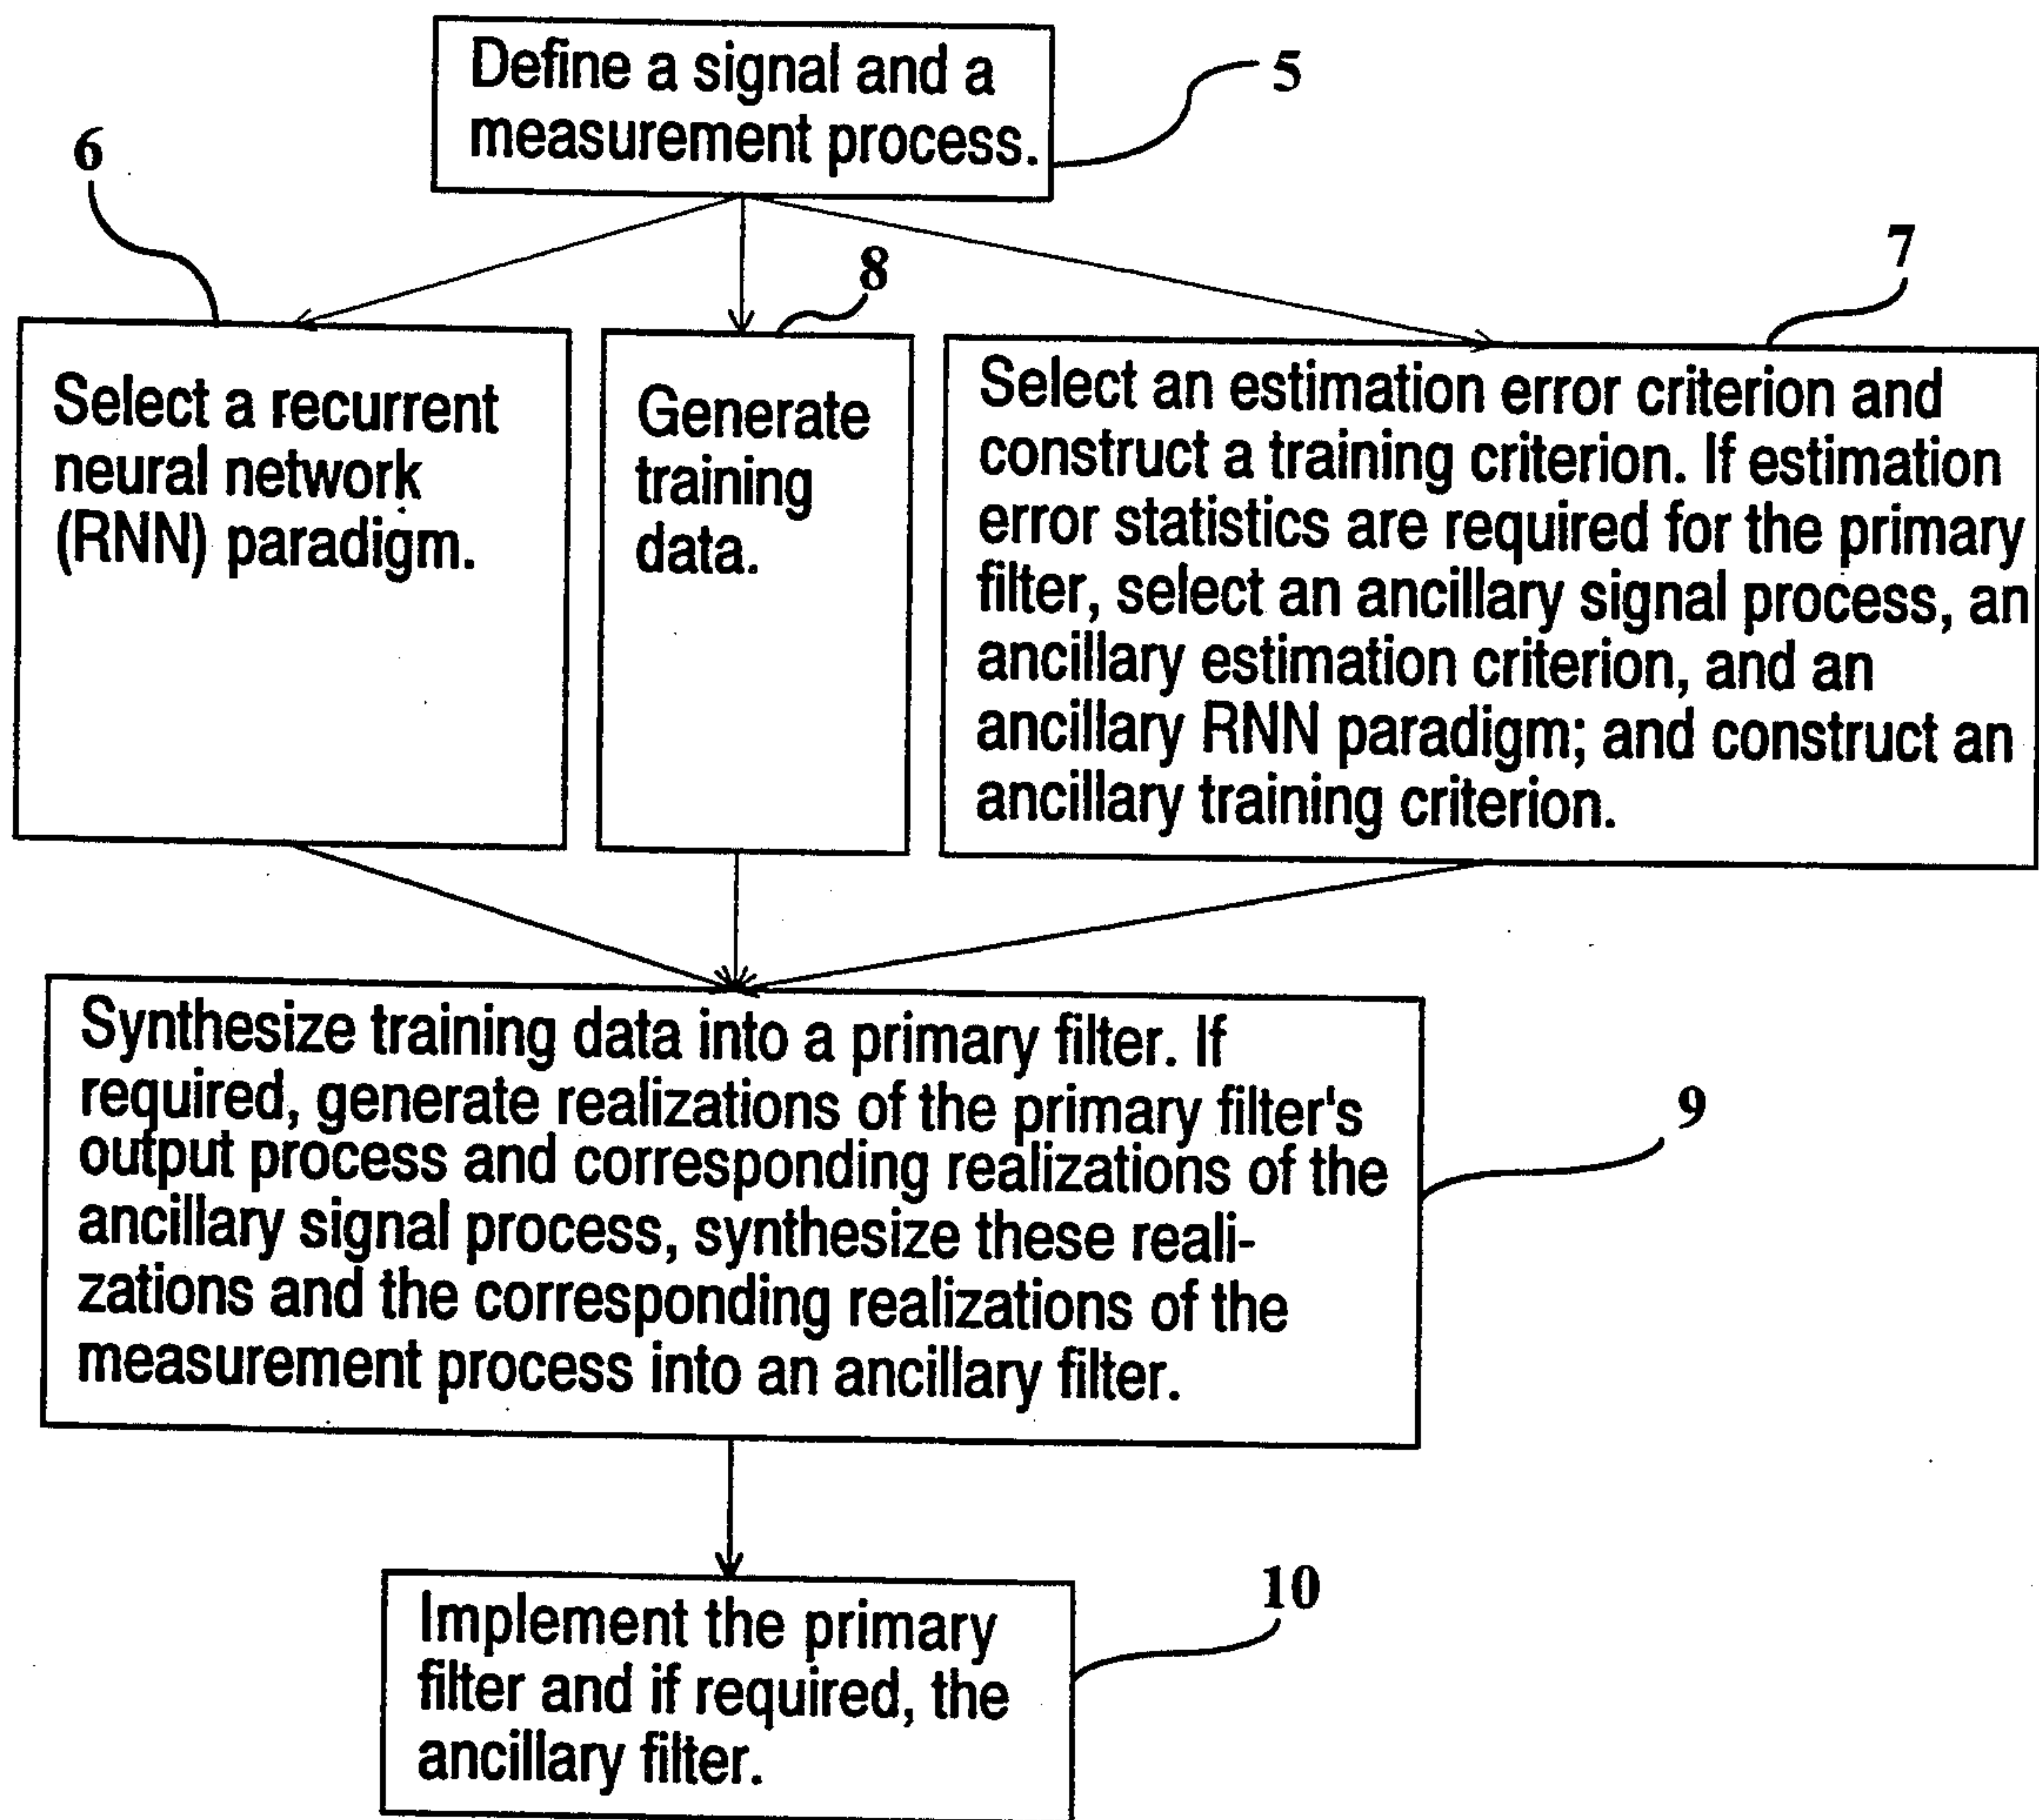 Define a signal and a
measurement process.
5
6
8
7
Select a recurrent
neural network
(RNN) paradigm.
Generate
training
data.
Select an estimation error criterion and
construct a training criterion. If estimation
error statistics are required for the primary
filter, select an ancillary signal process, an
ancillary estimation criterion, and an
ancillary RNN paradigm; and construct an
ancillary training criterion.
Synthesize training data into a primary filter. If
required, generate realizations of the primary filter's
output process and corresponding realizations of the
ancillary signal process, synthesize these reali-
zations and the corresponding realizations of the
measurement process into an ancillary filter.
9
Implement the primary
filter and if required, the
ancillary filter.
10